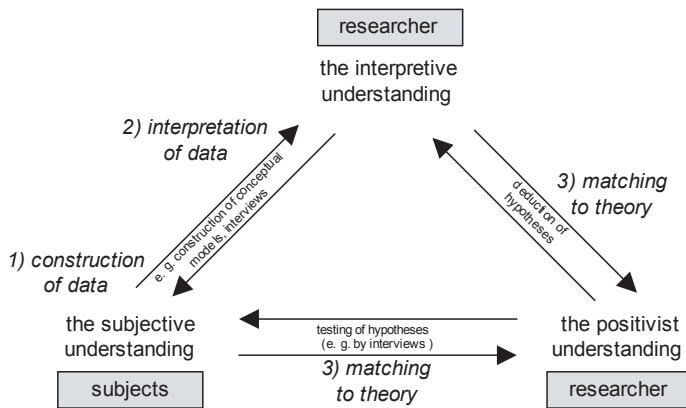 researcher
the interpretive
understanding
2) interpretation
of data
e. g. construction of conceptual
models, interviews
deduction of
hypotheses
3) matching
to theory
1) construction
of data
the subjective
understanding
subjects
testing of hypotheses
(e. g. by interviews )
3) matching
to theory
the positivist
understanding
researcher